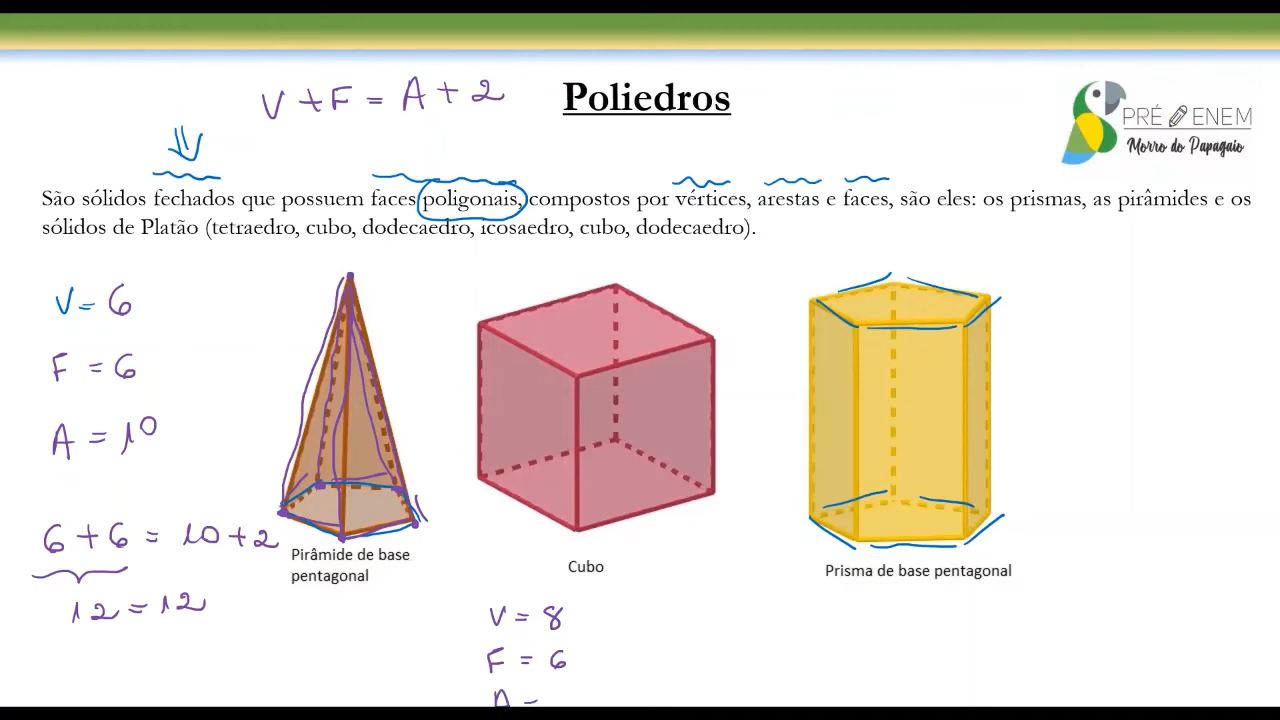 V + F = A + 2
Poliedros
PRÉ ENEM
Morro do Papagaio
São sólidos fechados que possuem faces poligonais, compostos por vértices, arestas e faces, são eles: os prismas, as pirâmides e os
sólidos de Platão (tetraedro, cubo, dodecaedro, icosaedro, cubo, dodecaedro).
V = 6
F = 6
A = 10
6 + 6 = 10 + 2
12 = 12
Pirâmide de base
pentagonal
Cubo
Prisma de base pentagonal
V = 8
F = 6
A =